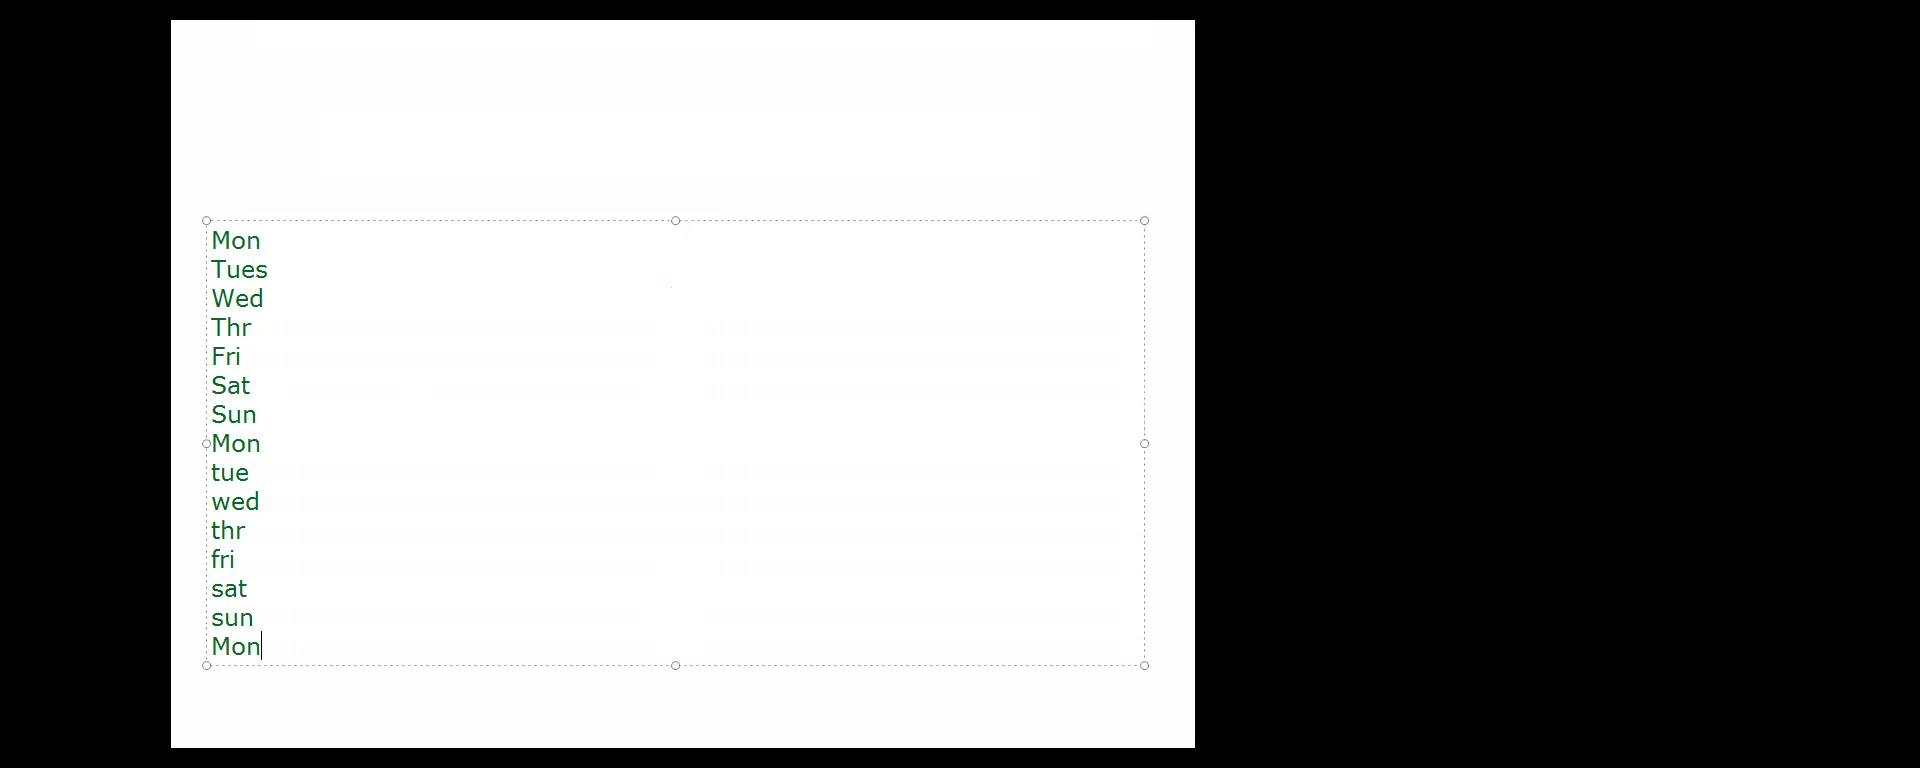 Mon
Tues
Wed
Thr
Fri
Sat
Sun
Mon
tue
wed
thr
fri
sat
sun
Mon